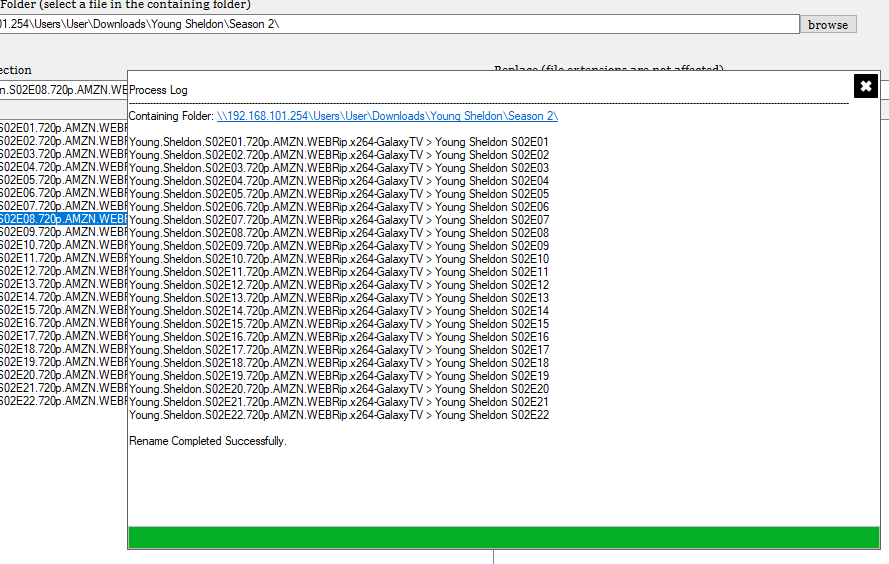 Folder (select a file in the containing folder)
01.254\Users\User\Downloads\Young Sheldon\Season 2\
browse
ection
Replace (file extensions are not affected)
n.S02E08.720p.AMZN.WE
Process Log
Containing Folder: \\192.168.101.254\Users\User\Downloads\Young Sheldon\Season 2\
S02E01.720p.AMZN.WEB
S02E02.720p.AMZN.WEB
S02E03.720p.AMZN.WEB
S02E04.720p.AMZN.WEB
S02E05.720p.AMZN.WEB
S02E06.720p.AMZN.WEB
S02E07.720p.AMZN.WEB
S02E08.720p.AMZN.WEB
S02E09.720p.AMZN.WEB
S02E10.720p.AMZN.WEB
S02E11.720p.AMZN.WEB
S02E12.720p.AMZN.WEB
S02E13.720p.AMZN.WEB
S02E14.720p.AMZN.WEB
S02E15.720p.AMZN.WEB
S02E16.720p.AMZN.WEB
S02E17.720p.AMZN.WEB
S02E18.720p.AMZN.WEB
S02E19.720p.AMZN.WEB
S02E20.720p.AMZN.WEB
S02E21.720p.AMZN.WEB
S02E22.720p.AMZN.WEB
Young.Sheldon.S02E01.720p.AMZN.WEBRip.x264-GalaxyTV > Young Sheldon S02E01
Young.Sheldon.S02E02.720p.AMZN.WEBRip.x264-GalaxyTV > Young Sheldon S02E02
Young.Sheldon.S02E03.720p.AMZN.WEBRip.x264-GalaxyTV > Young Sheldon S02E03
Young.Sheldon.S02E04.720p.AMZN.WEBRip.x264-GalaxyTV > Young Sheldon S02E04
Young.Sheldon.S02E05.720p.AMZN.WEBRip.x264-GalaxyTV > Young Sheldon S02E05
Young.Sheldon.S02E06.720p.AMZN.WEBRip.x264-GalaxyTV > Young Sheldon S02E06
Young.Sheldon.S02E07.720p.AMZN.WEBRip.x264-GalaxyTV > Young Sheldon S02E07
Young.Sheldon.S02E08.720p.AMZN.WEBRip.x264-GalaxyTV > Young Sheldon S02E08
Young.Sheldon.S02E09.720p.AMZN.WEBRip.x264-GalaxyTV > Young Sheldon S02E09
Young.Sheldon.S02E10.720p.AMZN.WEBRip.x264-GalaxyTV > Young Sheldon S02E10
Young.Sheldon.S02E11.720p.AMZN.WEBRip.x264-GalaxyTV > Young Sheldon S02E11
Young.Sheldon.S02E12.720p.AMZN.WEBRip.x264-GalaxyTV > Young Sheldon S02E12
Young.Sheldon.S02E13.720p.AMZN.WEBRip.x264-GalaxyTV > Young Sheldon S02E13
Young.Sheldon.S02E14.720p.AMZN.WEBRip.x264-GalaxyTV > Young Sheldon S02E14
Young.Sheldon.S02E15.720p.AMZN.WEBRip.x264-GalaxyTV > Young Sheldon S02E15
Young.Sheldon.S02E16.720p.AMZN.WEBRip.x264-GalaxyTV > Young Sheldon S02E16
Young.Sheldon.S02E17.720p.AMZN.WEBRip.x264-GalaxyTV > Young Sheldon S02E17
Young.Sheldon.S02E18.720p.AMZN.WEBRip.x264-GalaxyTV > Young Sheldon S02E18
Young.Sheldon.S02E19.720p.AMZN.WEBRip.x264-GalaxyTV > Young Sheldon S02E19
Young.Sheldon.S02E20.720p.AMZN.WEBRip.x264-GalaxyTV > Young Sheldon S02E20
Young.Sheldon.S02E21.720p.AMZN.WEBRip.x264-GalaxyTV > Young Sheldon S02E21
Young.Sheldon.S02E22.720p.AMZN.WEBRip.x264-GalaxyTV > Young Sheldon S02E22
Rename Completed Successfully.